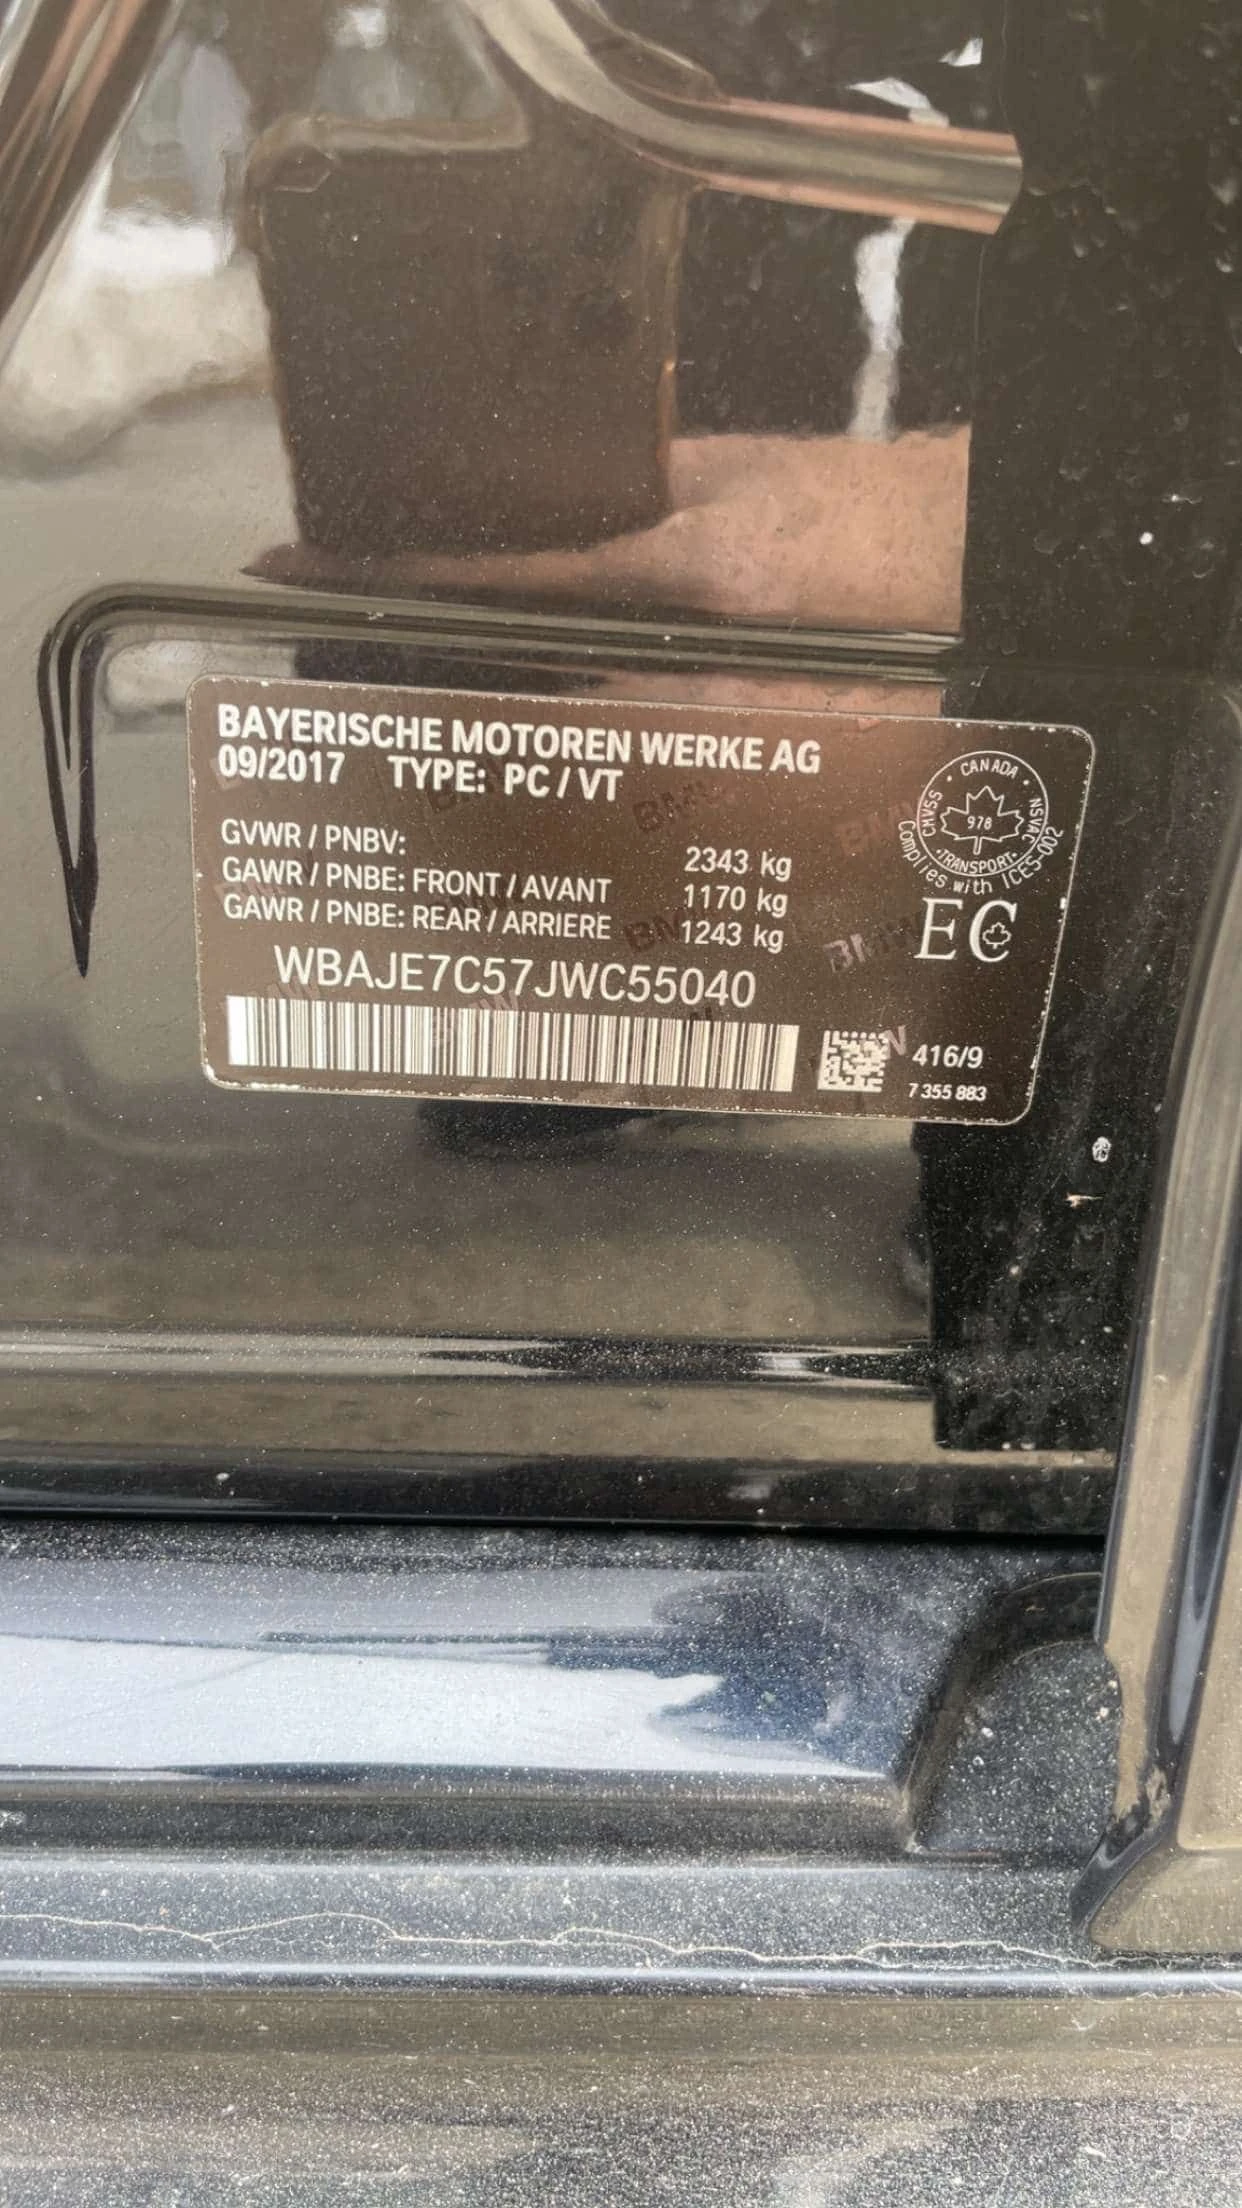 BAYERISCHE MOTOREN WERKE AG
09/2017 TYPE: PC / VT
GVWR / PNBV: 2343 kg
GAWR / PNBE: FRONT / AVANT 1170 kg
GAWR / PNBE: REAR / ARRIERE 1243 kg
WBAJE7C57JWC55040
CANADA
CMVSS
NSVAC
978
TRANSPORT
Complies with ICES-002
EC
416/9
7 355 883
BMW